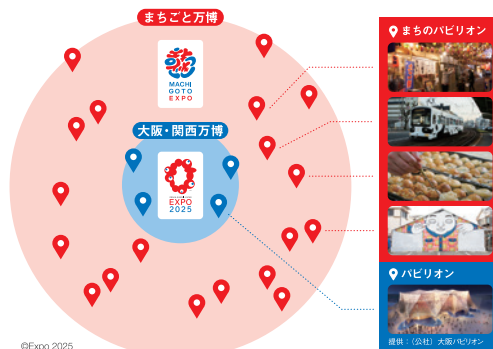 まちごと万博
MACHI
GOTO
EXPO
大阪・関西万博
EXPO
2025
まちのパビリオン
パビリオン
提供：（公社）大阪パビリオン
©Expo 2025